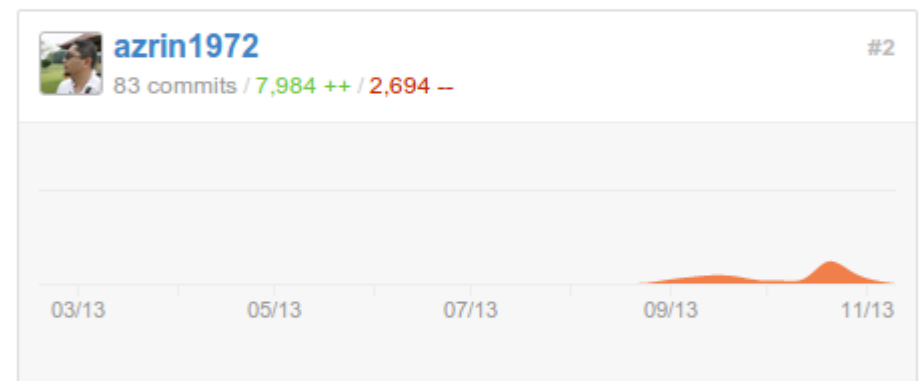 azrin1972
#2
83 commits / 7,984 ++ / 2,694 --
03/13 05/13 07/13 09/13 11/13